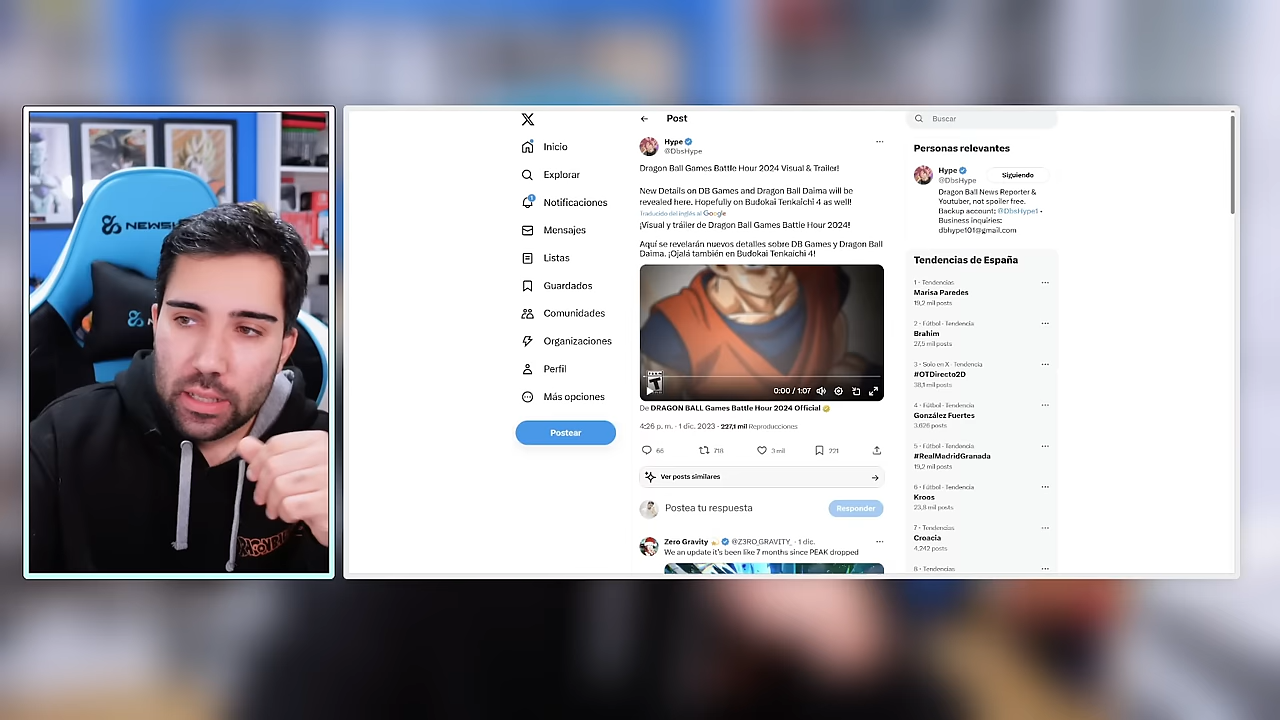 NEWSK
DRAGONBALL
X
Inicio
Explorar
1
Notificaciones
Mensajes
Listas
Guardados
Comunidades
Organizaciones
Perfil
Más opciones
Postear
← Post
Hype
@DbsHype
Dragon Ball Games Battle Hour 2024 Visual & Trailer!
New Details on DB Games and Dragon Ball Daima will be
revealed here. Hopefully on Budokai Tenkaichi 4 as well!
Traducido del inglés al Google
¡Visual y tráiler de Dragon Ball Games Battle Hour 2024!
Aquí se revelarán nuevos detalles sobre DB Games y Dragon Ball
Daima. ¡Ojalá también en Budokai Tenkaichi 4!
T
0:00 / 1:07
De DRAGON BALL Games Battle Hour 2024 Official
4:26 p. m. · 1 dic. 2023 · 227,1 mil Reproducciones
66 718 3 mil 221
Ver posts similares
Postea tu respuesta
Responder
Zero Gravity @Z3RO_GRAVITY_ · 1 dic.
We an update it's been like 7 months since PEAK dropped
Buscar
Personas relevantes
Hype
@DbsHype
Siguiendo
Dragon Ball News Reporter &
Youtuber, not spoiler free.
Backup account: @DbsHype1 •
Business inquiries:
dbhype101@gmail.com
Tendencias de España
1 · Tendencias
Marisa Paredes
19,2 mil posts
2 · Fútbol · Tendencia
Brahim
27,5 mil posts
3 · Solo en X · Tendencia
#OTDirecto2D
38,1 mil posts
4 · Fútbol · Tendencia
González Fuertes
3.626 posts
5 · Fútbol · Tendencia
#RealMadridGranada
19,2 mil posts
6 · Fútbol · Tendencia
Kroos
23,8 mil posts
7 · Tendencias
Croacia
4.242 posts
8 · Tendencias